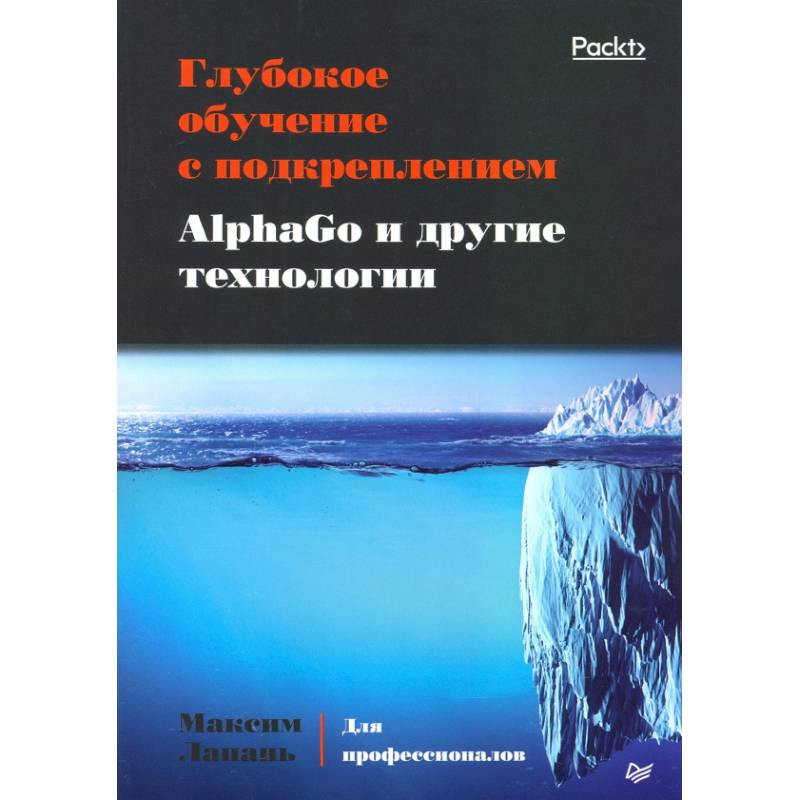 Packt>
Глубокое
обучение
с подкреплением
AlphaGo и другие
технологии
Максим
Лапань
Для
профессионалов